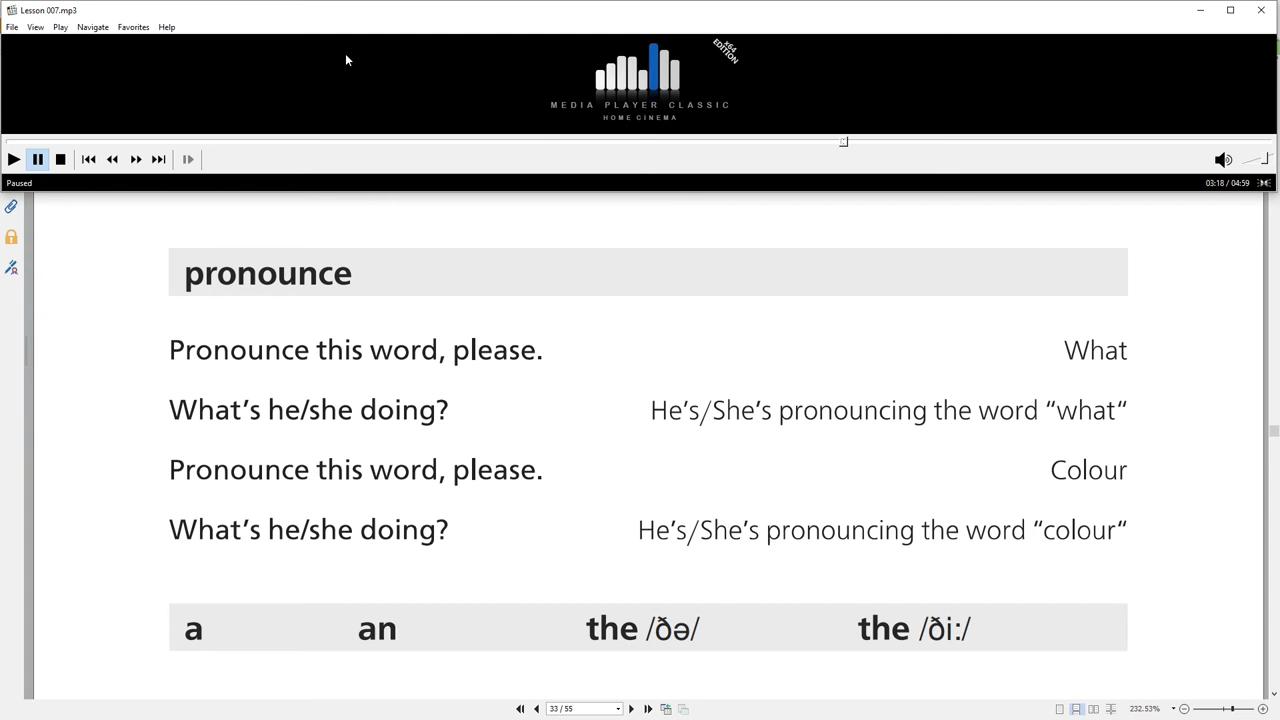 Lesson 007.mp3
File View Play Navigate Favorites Help
x64
EDITION
MEDIA PLAYER CLASSIC
HOME CINEMA
Paused
03:18 / 04:59
pronounce
Pronounce this word, please. What
What’s he/she doing? He’s/She’s pronouncing the word “what“
Pronounce this word, please. Colour
What’s he/she doing? He’s/She’s pronouncing the word “colour“
a an the /ðə/ the /ði:/
33 / 55
232.53%